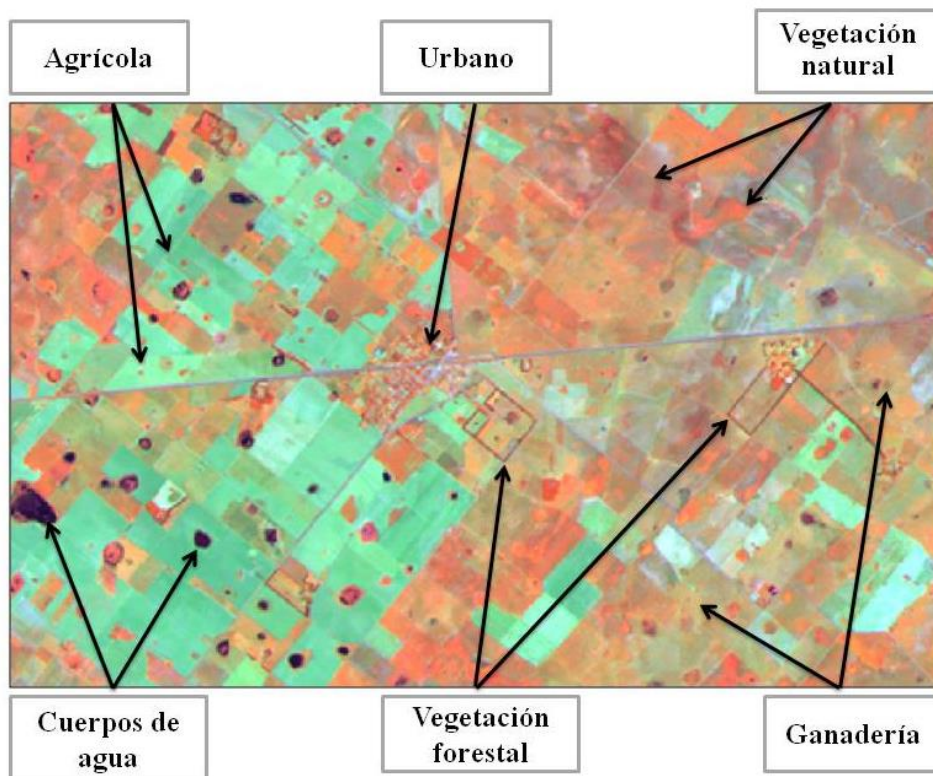 Agrícola
Urbano
Vegetación
natural
Cuerpos de
agua
Vegetación
forestal
Ganadería